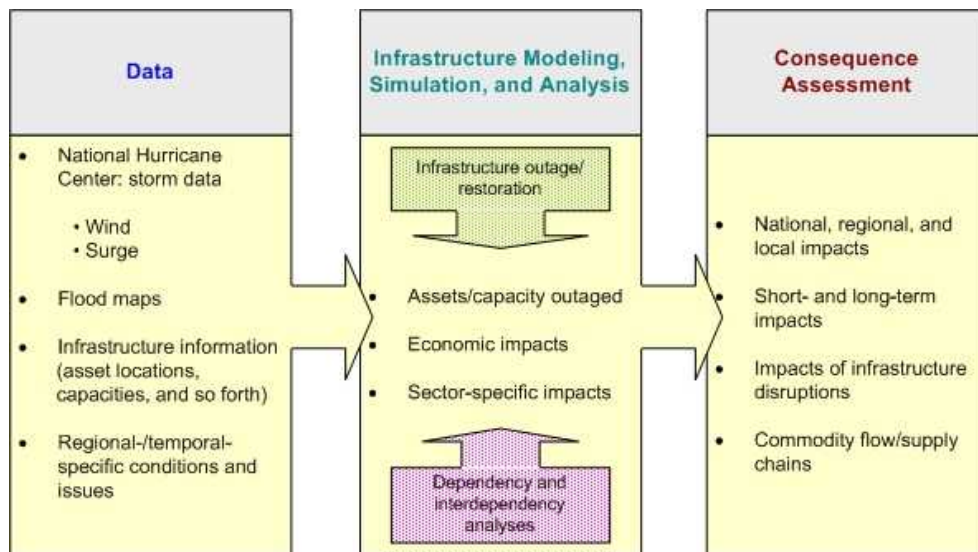 Data
• National Hurricane
Center: storm data
• Wind
• Surge
• Flood maps
• Infrastructure information
(asset locations,
capacities, and so forth)
• Regional-/temporal-
specific conditions and
issues
Infrastructure Modeling,
Simulation, and Analysis
Infrastructure outage/
restoration
• Assets/capacity outaged
• Economic impacts
• Sector-specific impacts
Dependency and
interdependency
analyses
Consequence
Assessment
• National, regional, and
local impacts
• Short- and long-term
impacts
• Impacts of infrastructure
disruptions
• Commodity flow/supply
chains